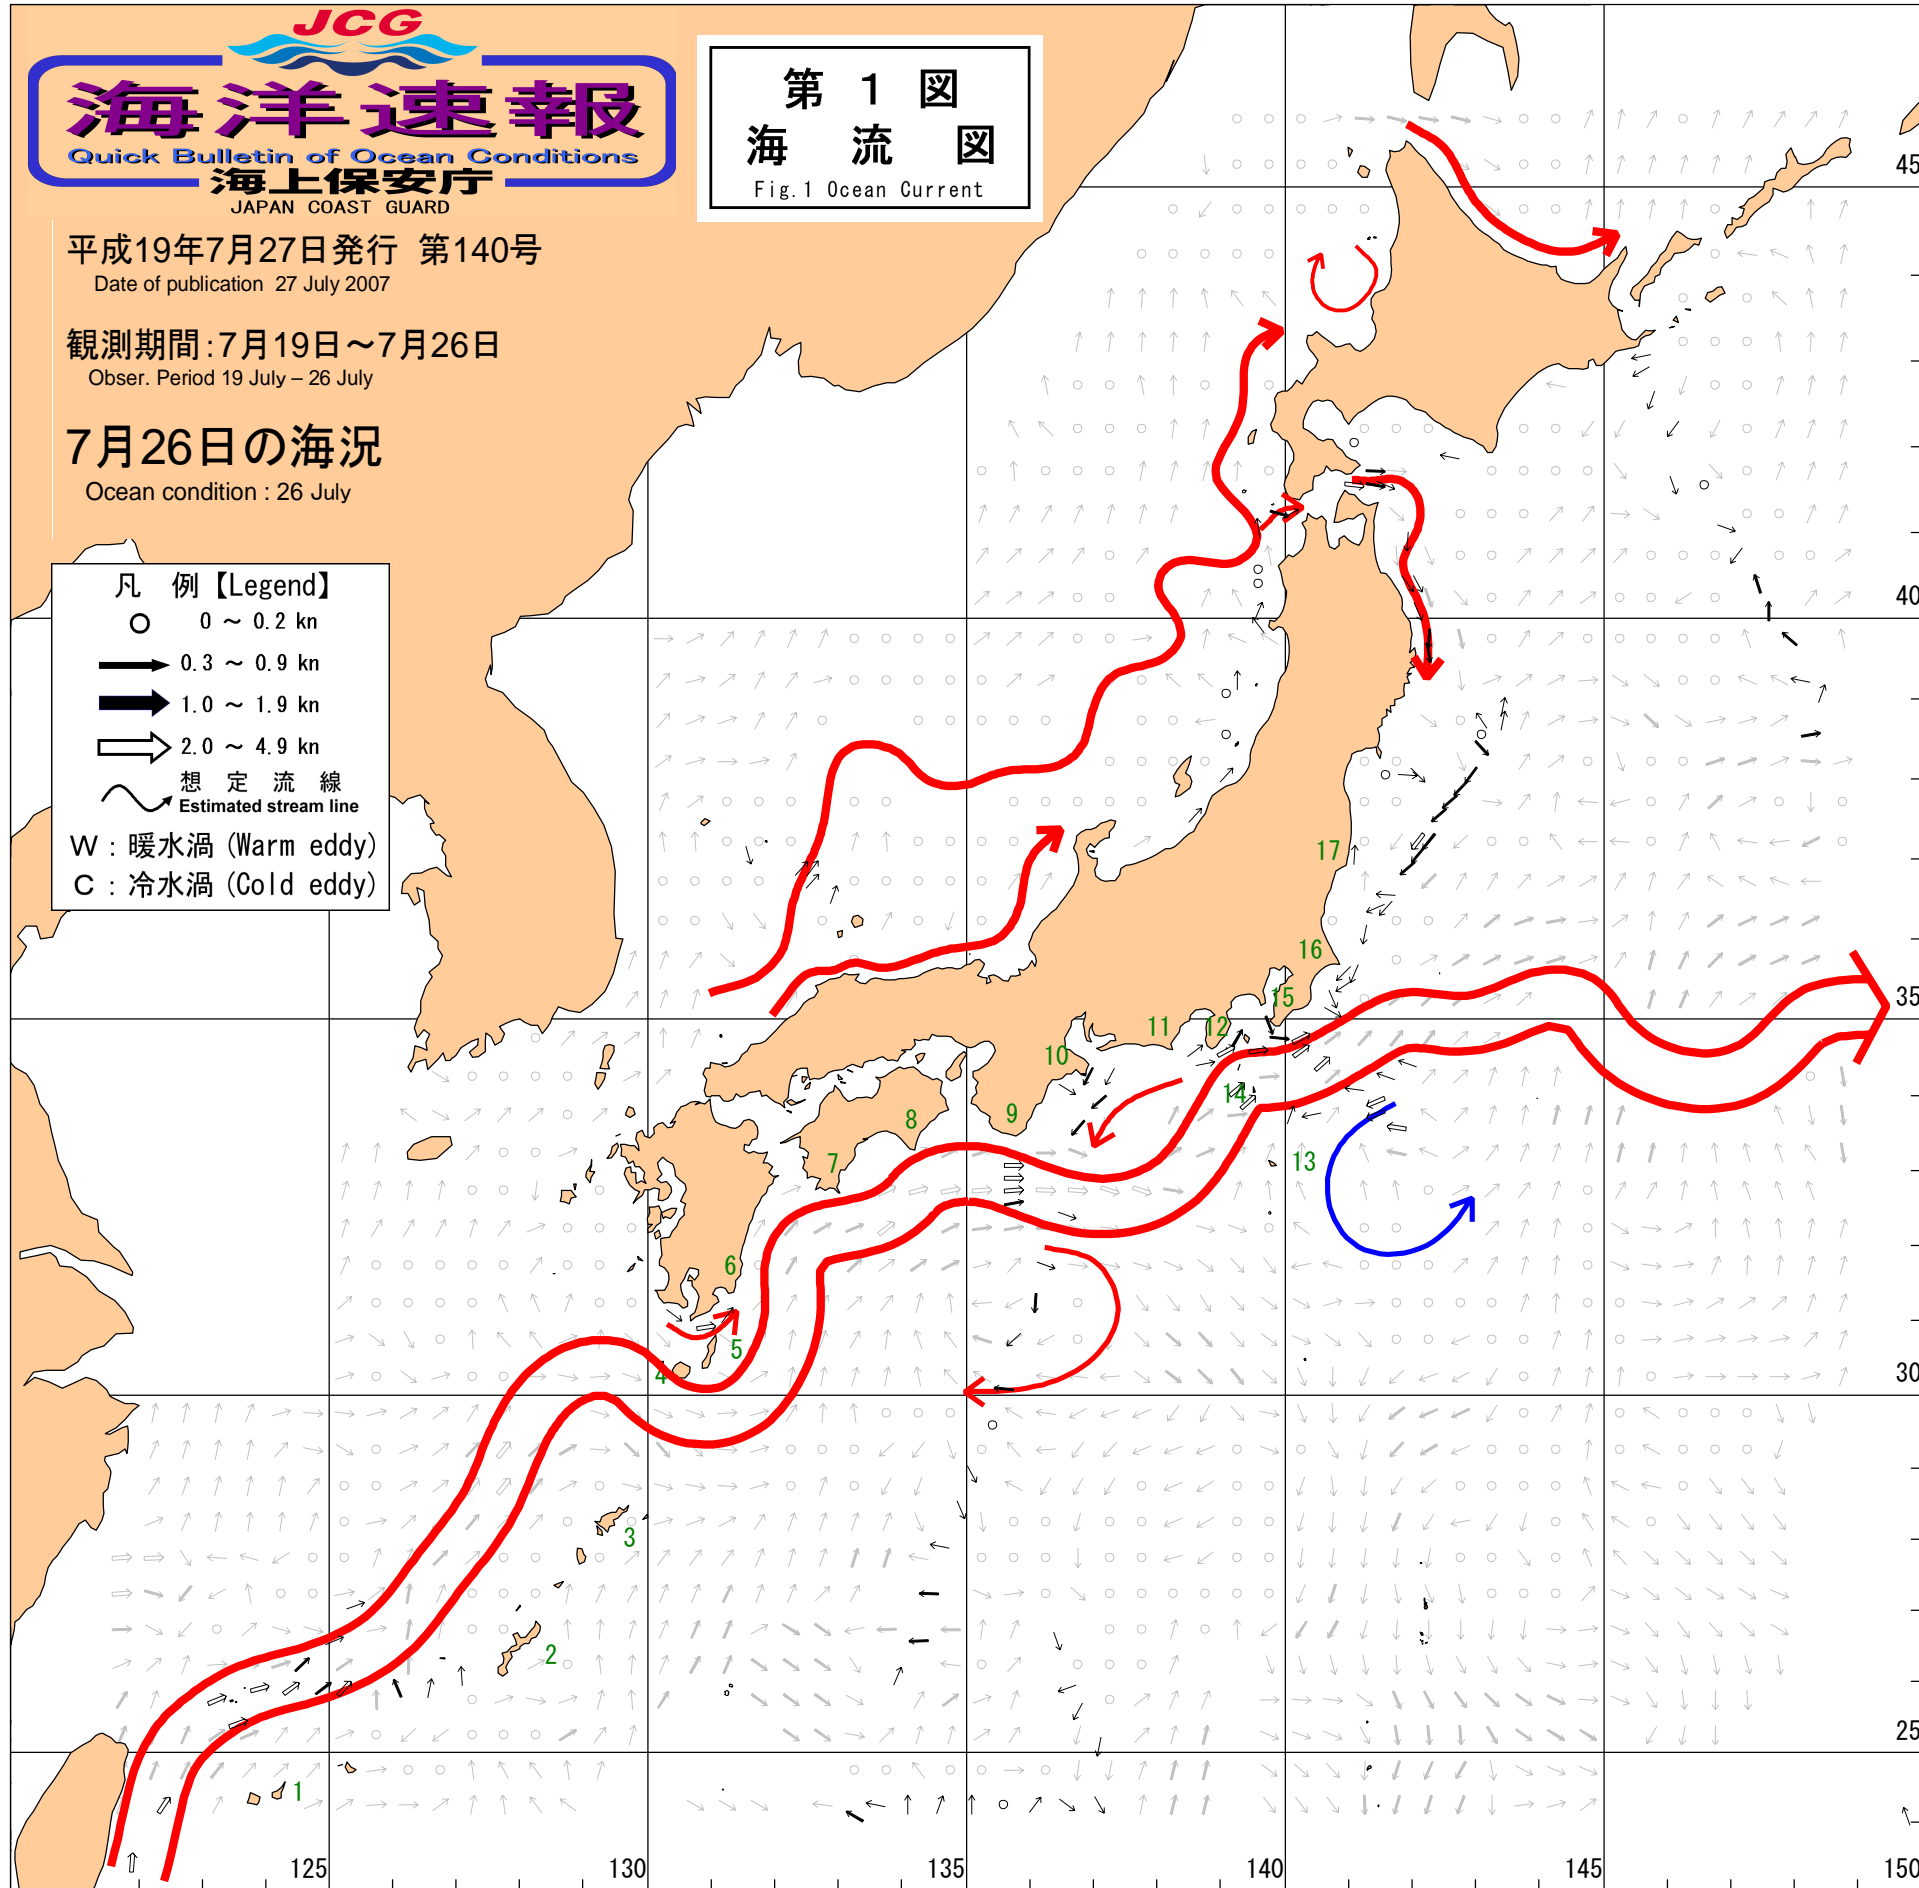 JCG
海洋速報
Quick Bulletin of Ocean Conditions
海上保安庁
JAPAN COAST GUARD
第 1 図
海 流 図
Fig.1 Ocean Current
平成19年7月27日発行 第140号
Date of publication 27 July 2007
観測期間:7月19日～7月26日
Obser. Period 19 July – 26 July
7月26日の海況
Ocean condition : 26 July
凡 例【Legend】
0 ～ 0.2 kn
0.3 ～ 0.9 kn
1.0 ～ 1.9 kn
2.0 ～ 4.9 kn
想 定 流 線
Estimated stream line
W : 暖水渦 (Warm eddy)
C : 冷水渦 (Cold eddy)
45
40
17
16
35
15
12
11
10
14
9
8
7
13
6
5
4
30
3
2
25
1
125
130
135
140
145
150